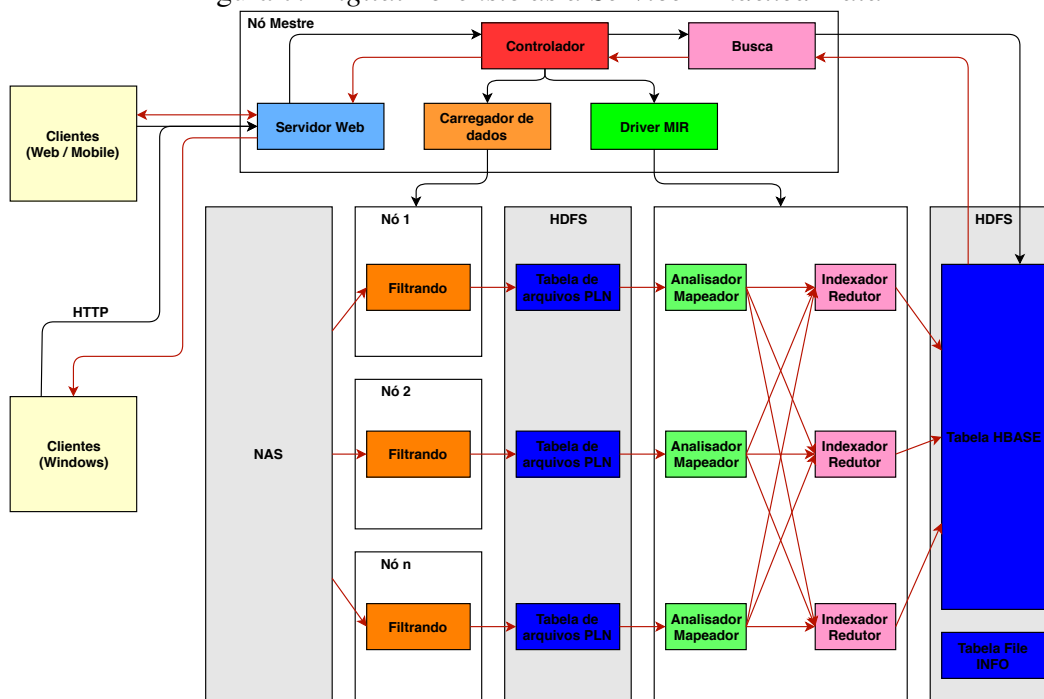 Nó Mestre
Controlador
Busca
Clientes
(Web / Mobile)
Servidor Web
Carregador de
dados
Driver MIR
Nó 1
HDFS
HDFS
Filtrando
Tabela de
arquivos PLN
Analisador
Mapeador
Indexador
Redutor
HTTP
Nó 2
Clientes
(Windows)
NAS
Filtrando
Tabela de
arquivos PLN
Analisador
Mapeador
Indexador
Redutor
Tabela HBASE
Nó n
Filtrando
Tabela de
arquivos PLN
Analisador
Mapeador
Indexador
Redutor
Tabela File
INFO